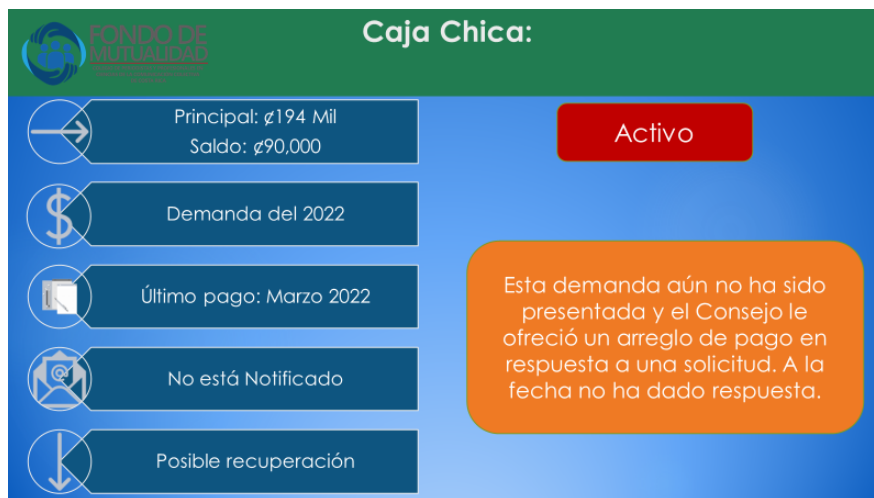 FONDO DE
MUTUALIDAD
Caja Chica:
Principal: ₡194 Mil
Saldo: ₡90,000
Activo
Demanda del 2022
Último pago: Marzo 2022
Esta demanda aún no ha sido
presentada y el Consejo le
ofreció un arreglo de pago en
respuesta a una solicitud. A la
fecha no ha dado respuesta.
No está Notificado
Posible recuperación